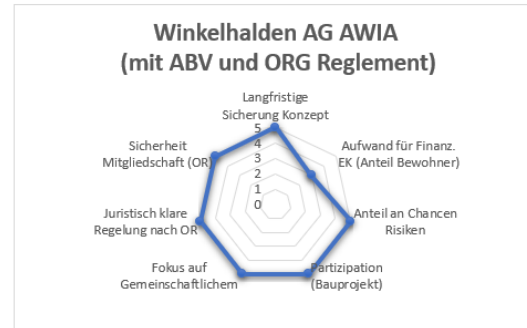 Winkelhalden AG AWIA
(mit ABV und ORG Reglement)
Langfristige
Sicherung Konzept
Aufwand für Finanz.
EK (Anteil Bewohner)
Anteil an Chancen
Risiken
Partizipation
(Bauprojekt)
Fokus auf
Gemeinschaftlichem
Juristisch klare
Regelung nach OR
Sicherheit
Mitgliedschaft (OR)
5
4
3
2
1
0